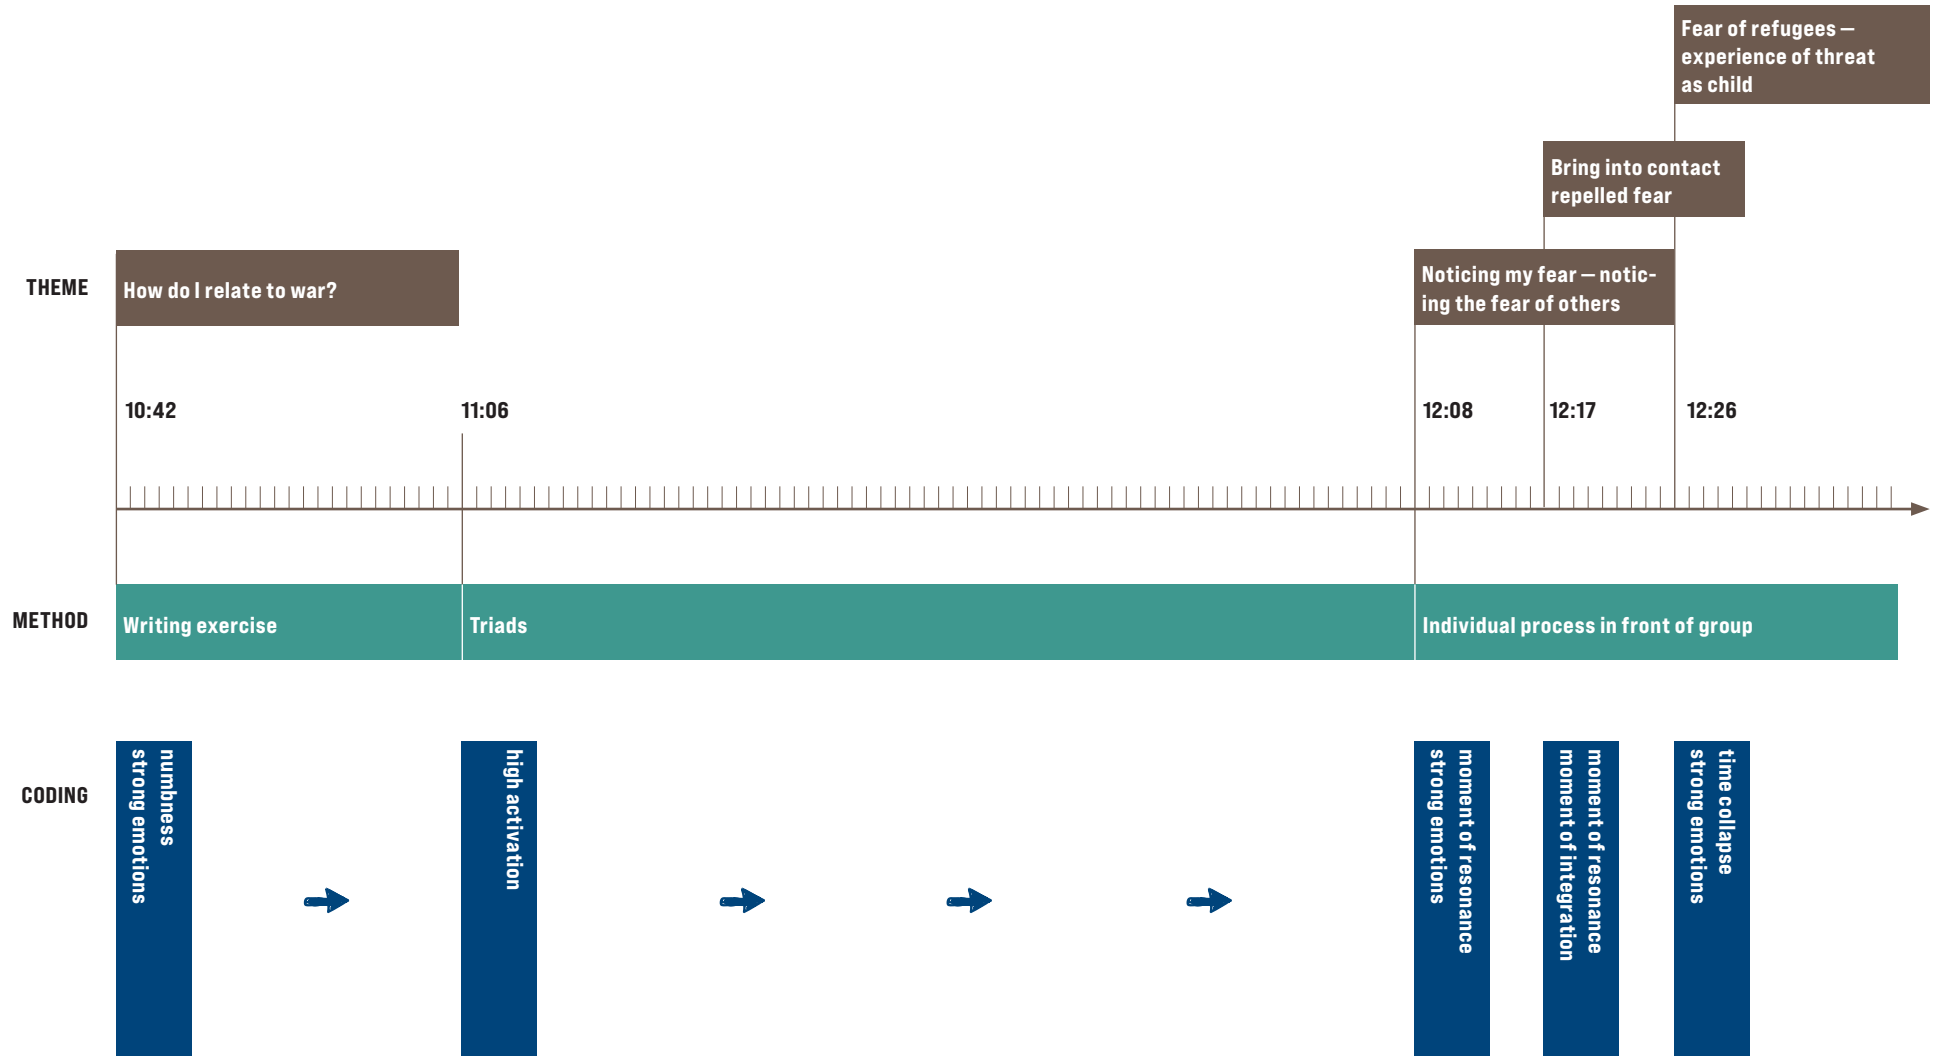 Fear of refugees –
experience of threat
as child
Bring into contact
repelled fear
THEME
How do I relate to war?
Noticing my fear – notic-
ing the fear of others
10:42
11:06
12:08
12:17
12:26
METHOD
Writing exercise
Triads
Individual process in front of group
CODING
numbness
strong emotions
high activation
moment of resonance
strong emotions
moment of resonance
moment of integration
time collapse
strong emotions